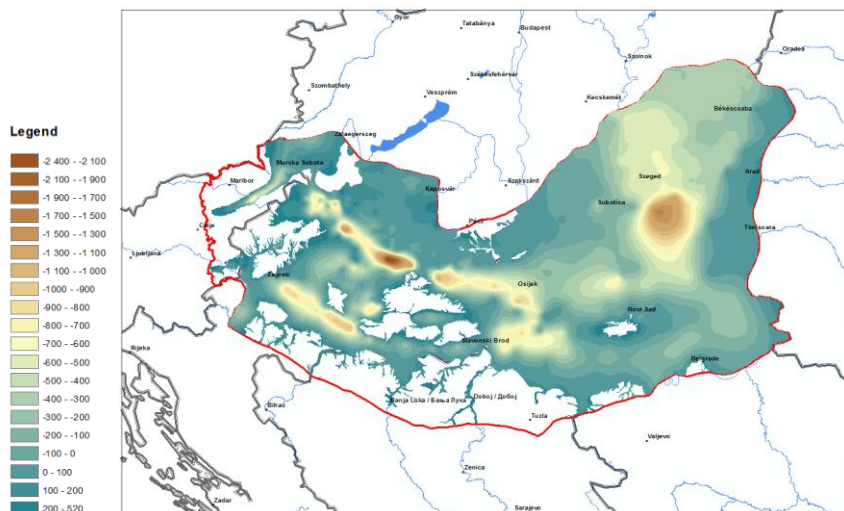 Legend
-2 400 - -2 100
-2 100 - -1 900
-1 900 - -1 700
-1 700 - -1 500
-1 500 - -1 300
-1 300 - -1 100
-1 100 - -1 000
-1000 - -900
-900 - -800
-800 - -700
-700 - -600
-600 - -500
-500 - -400
-400 - -300
-300 - -200
-200 - -100
-100 - 0
0 - 100
100 - 200
200 - 520
Győr
Tatabánya
Budapest
Oradea
Szolnok
Székesfehérvár
Szombathely
Veszprém
Kecskemét
Békéscsaba
Zalaegerszeg
Murska Sobota
Maribor
Kaposvár
Szekszárd
Szeged
Arad
Subotica
Pécs
Celje
Timisoara
Ljubljana
Zagreb
Osijek
Novi Sad
Rijeka
Slavonski Brod
Belgrade
Banja Luka / Бања Лука
Doboj / Добој
Bihać
Tuzla
Valjevo
Zenica
Zadar
Sarajevo